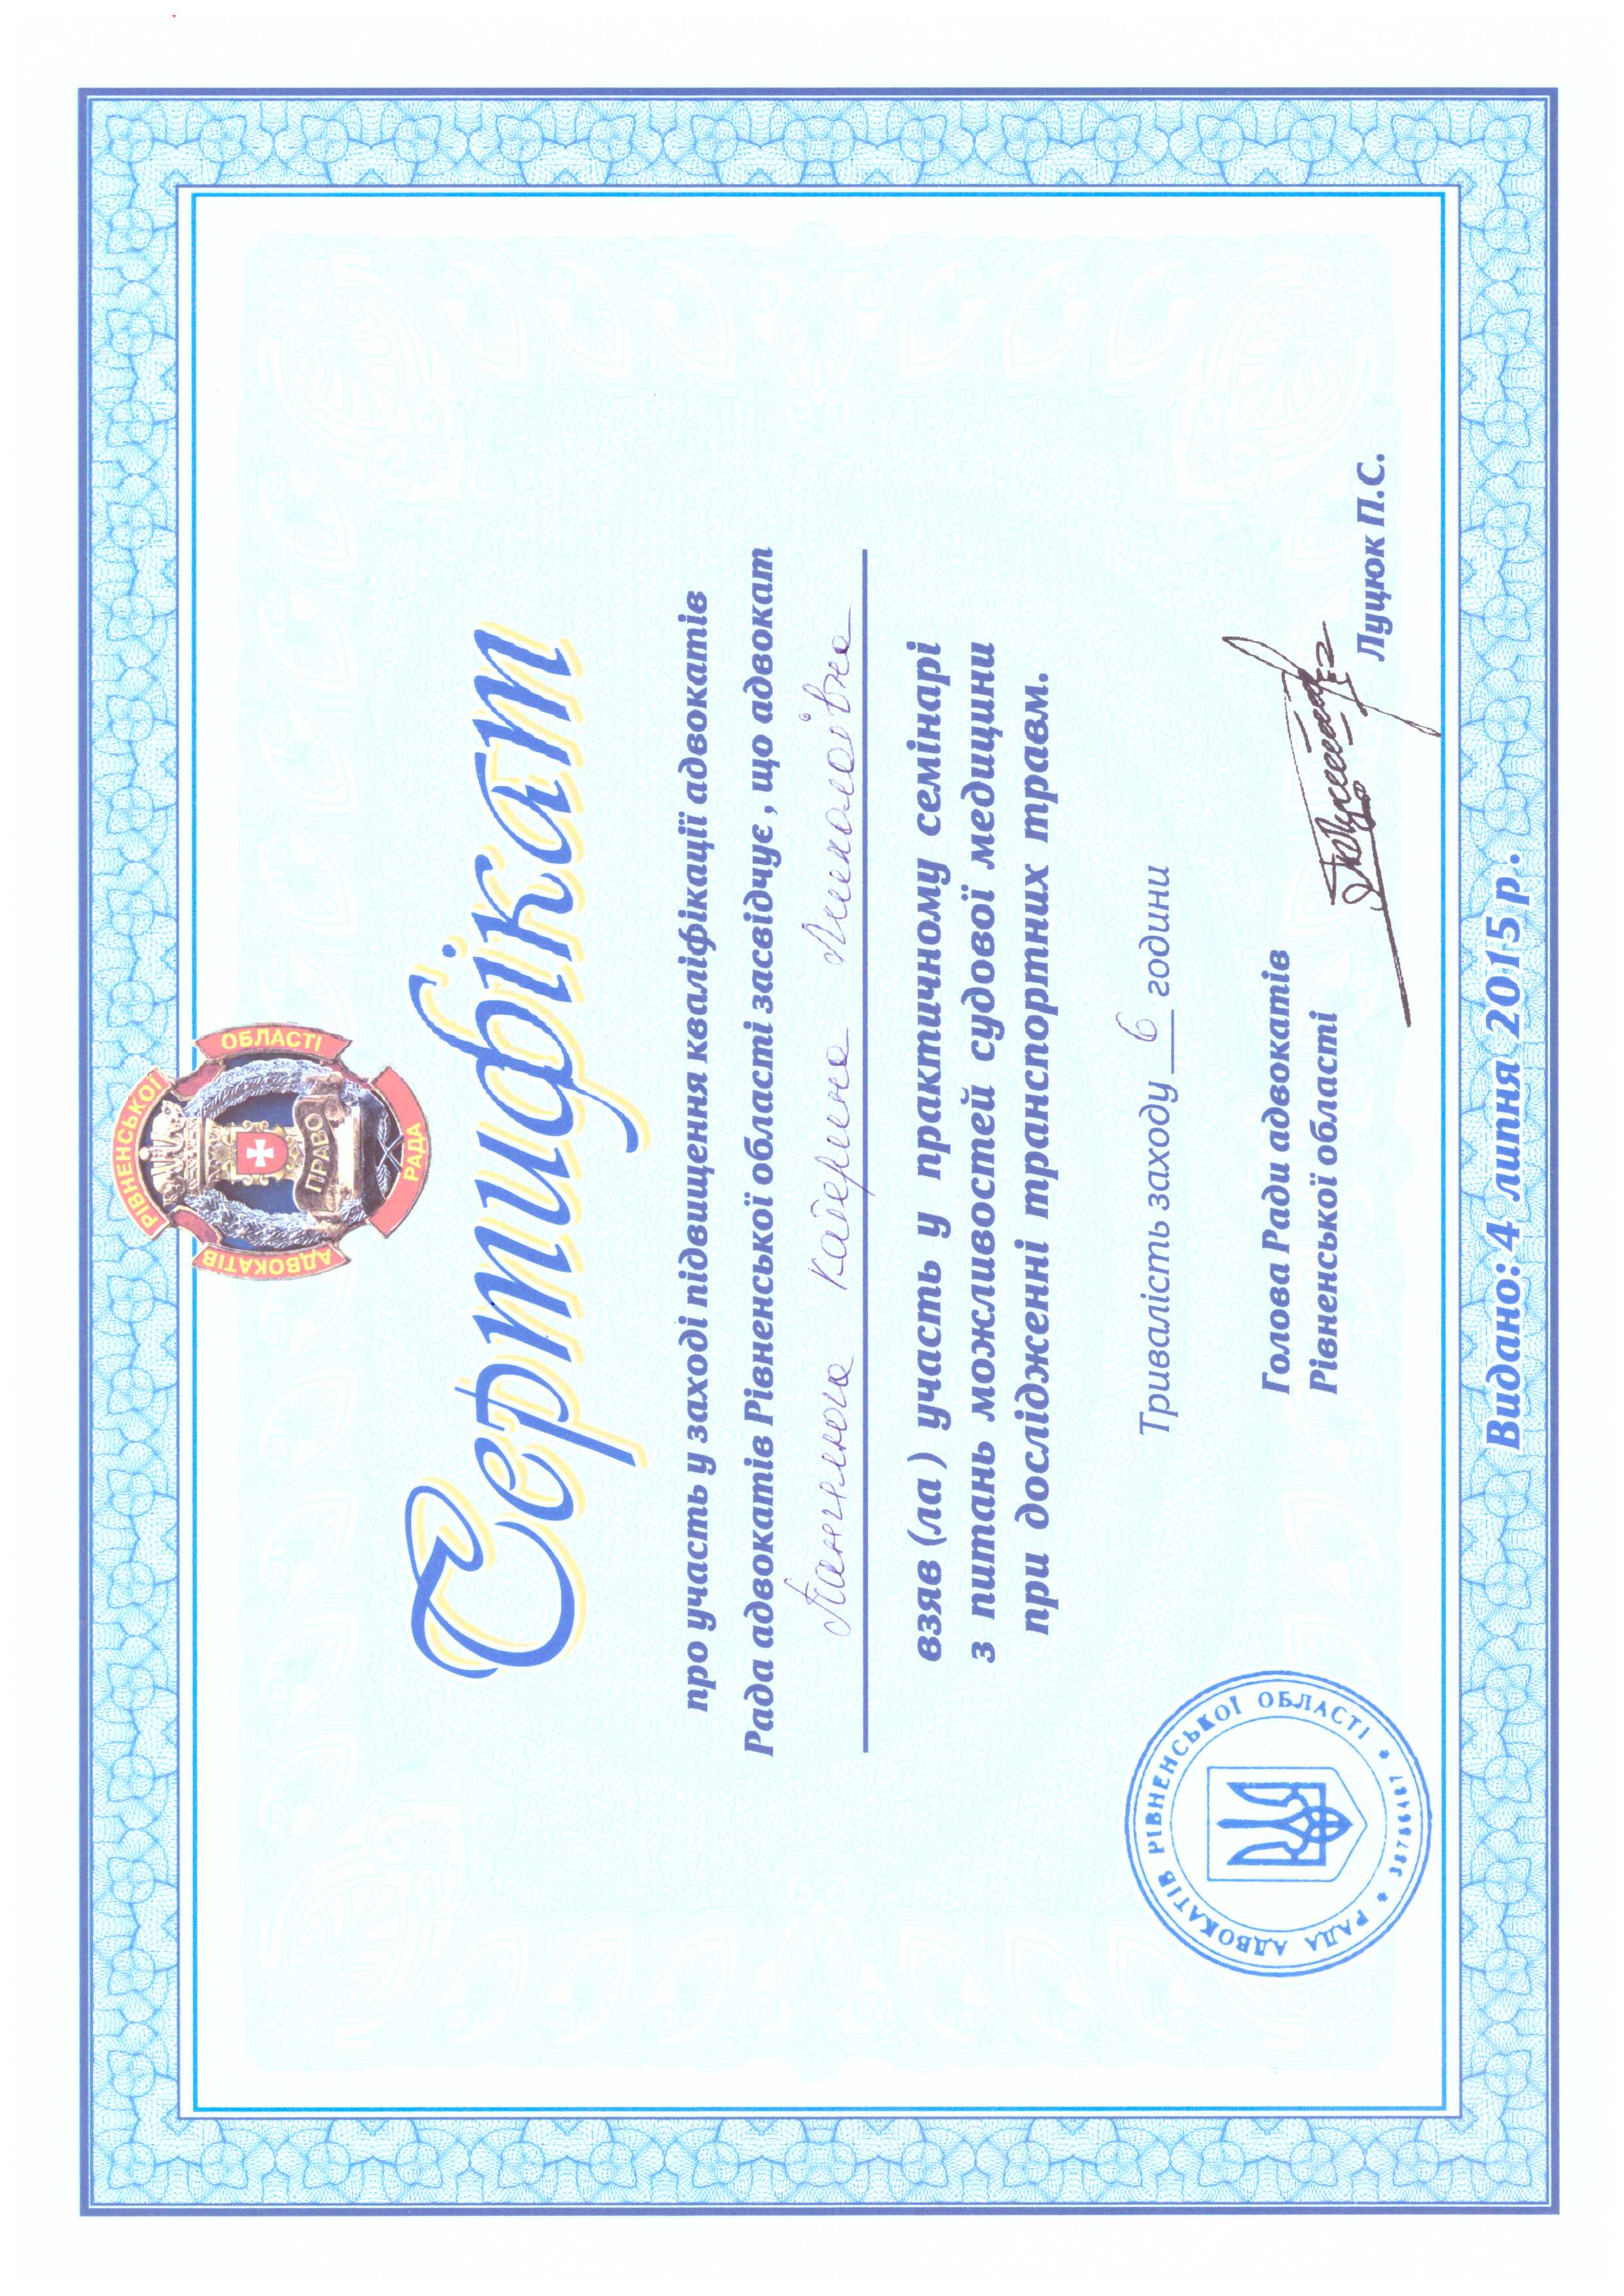 РІВНЕНСЬКОЇ
АДВОКАТІВ
ОБЛАСТІ
ПРАВО
РАДА
Сертифікат
про участь у заході підвищення кваліфікації адвокатів
Рада адвокатів Рівненської області засвідчує , що адвокат
Катерина Миколаївна
взяв (ла ) участь у практичному семінарі
з питань можливостей судової медицини
при дослідженні транспортних травм.
Тривалість заходу 6 години
РАДА АДВОКАТІВ РІВНЕНСЬКОЇ ОБЛАСТІ
Голова Ради адвокатів
Рівненської області
Луцюк П.С.
Видано: 4 липня 2015 р .